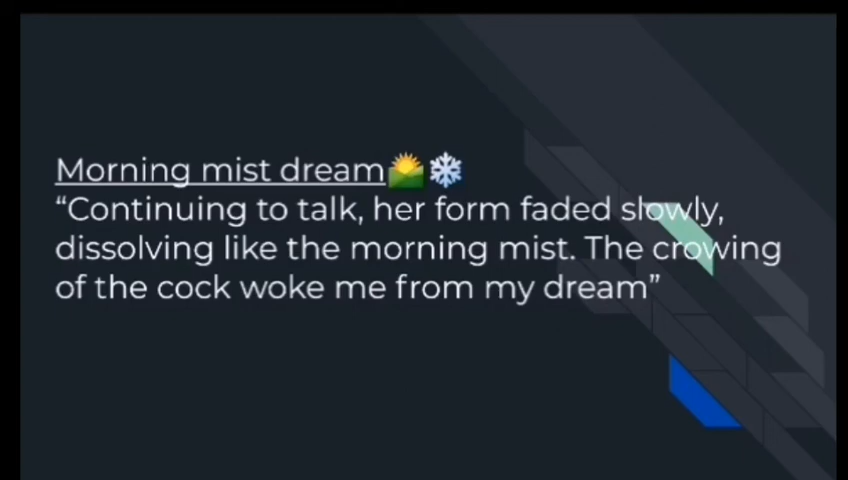 Morning mist dream🌄❄️
“Continuing to talk, her form faded slowly,
dissolving like the morning mist. The crowing
of the cock woke me from my dream”